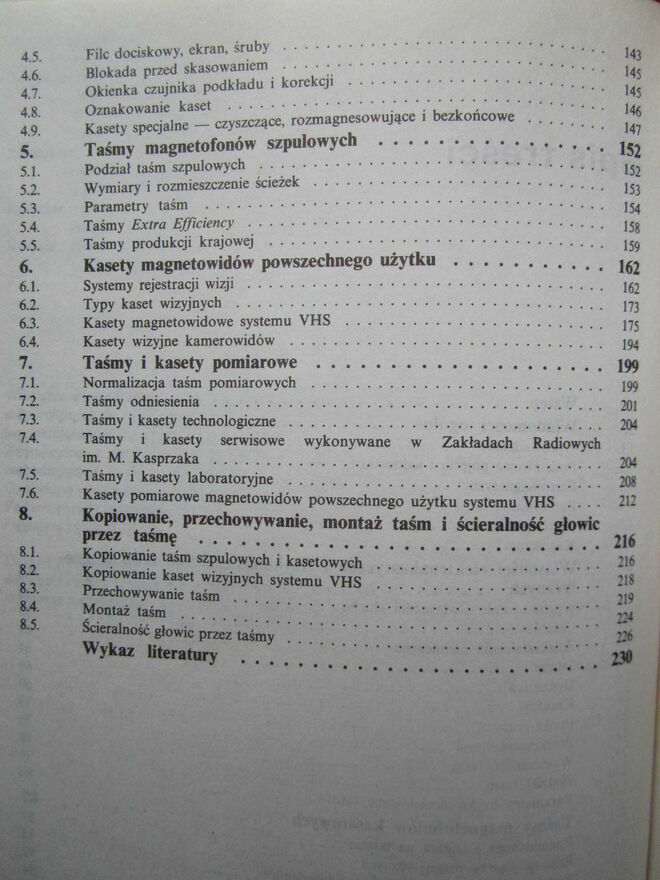 4.5. Filc dociskowy, ekran, śruby . . . . . . . . . . . . . . . . . . . . 143
4.6. Blokada przed skasowaniem . . . . . . . . . . . . . . . . . . . . 145
4.7. Okienka czujnika podkładu i korekcji . . . . . . . . . . . . . . . . 145
4.8. Oznakowanie kaset . . . . . . . . . . . . . . . . . . . . . . . . 146
4.9. Kasety specjalne — czyszczące, rozmagnesowujące i bezkońcowe . . . . . 147
5. Taśmy magnetofonów szpulowych . . . . . . . . . . . . . 152
5.1. Podział taśm szpulowych . . . . . . . . . . . . . . . . . . . . . 152
5.2. Wymiary i rozmieszczenie ścieżek . . . . . . . . . . . . . . . . . 153
5.3. Parametry taśm . . . . . . . . . . . . . . . . . . . . . . . . . 154
5.4. Taśmy Extra Efficiency . . . . . . . . . . . . . . . . . . . . . . 158
5.5. Taśmy produkcji krajowej . . . . . . . . . . . . . . . . . . . . . 159
6. Kasety magnetowidów powszechnego użytku . . . . . . . . . 162
6.1. Systemy rejestracji wizji . . . . . . . . . . . . . . . . . . . . . 162
6.2. Typy kaset wizyjnych . . . . . . . . . . . . . . . . . . . . . . . 173
6.3. Kasety magnetowidowe systemu VHS . . . . . . . . . . . . . . . . 175
6.4. Kasety wizyjne kamerowidów . . . . . . . . . . . . . . . . . . . . 194
7. Taśmy i kasety pomiarowe . . . . . . . . . . . . . . . . 199
7.1. Normalizacja taśm pomiarowych . . . . . . . . . . . . . . . . . . 199
7.2. Taśmy odniesienia . . . . . . . . . . . . . . . . . . . . . . . . 201
7.3. Taśmy i kasety technologiczne . . . . . . . . . . . . . . . . . . . 204
7.4. Taśmy i kasety serwisowe wykonywane w Zakładach Radiowych
im. M. Kasprzaka . . . . . . . . . . . . . . . . . . . . . . . . 204
7.5. Taśmy i kasety laboratoryjne . . . . . . . . . . . . . . . . . . . 208
7.6. Kasety pomiarowe magnetowidów powszechnego użytku systemu VHS . . . . 212
8. Kopiowanie, przechowywanie, montaż taśm i ścieralność głowic
przez taśmę . . . . . . . . . . . . . . . . . . . . . . 216
8.1. Kopiowanie taśm szpulowych i kasetowych . . . . . . . . . . . . . . 216
8.2. Kopiowanie kaset wizyjnych systemu VHS . . . . . . . . . . . . . . 218
8.3. Przechowywanie taśm . . . . . . . . . . . . . . . . . . . . . . . 219
8.4. Montaż taśm . . . . . . . . . . . . . . . . . . . . . . . . . . 224
8.5. Ścieralność głowic przez taśmy . . . . . . . . . . . . . . . . . . 226
Wykaz literatury . . . . . . . . . . . . . . . . . . . . 230